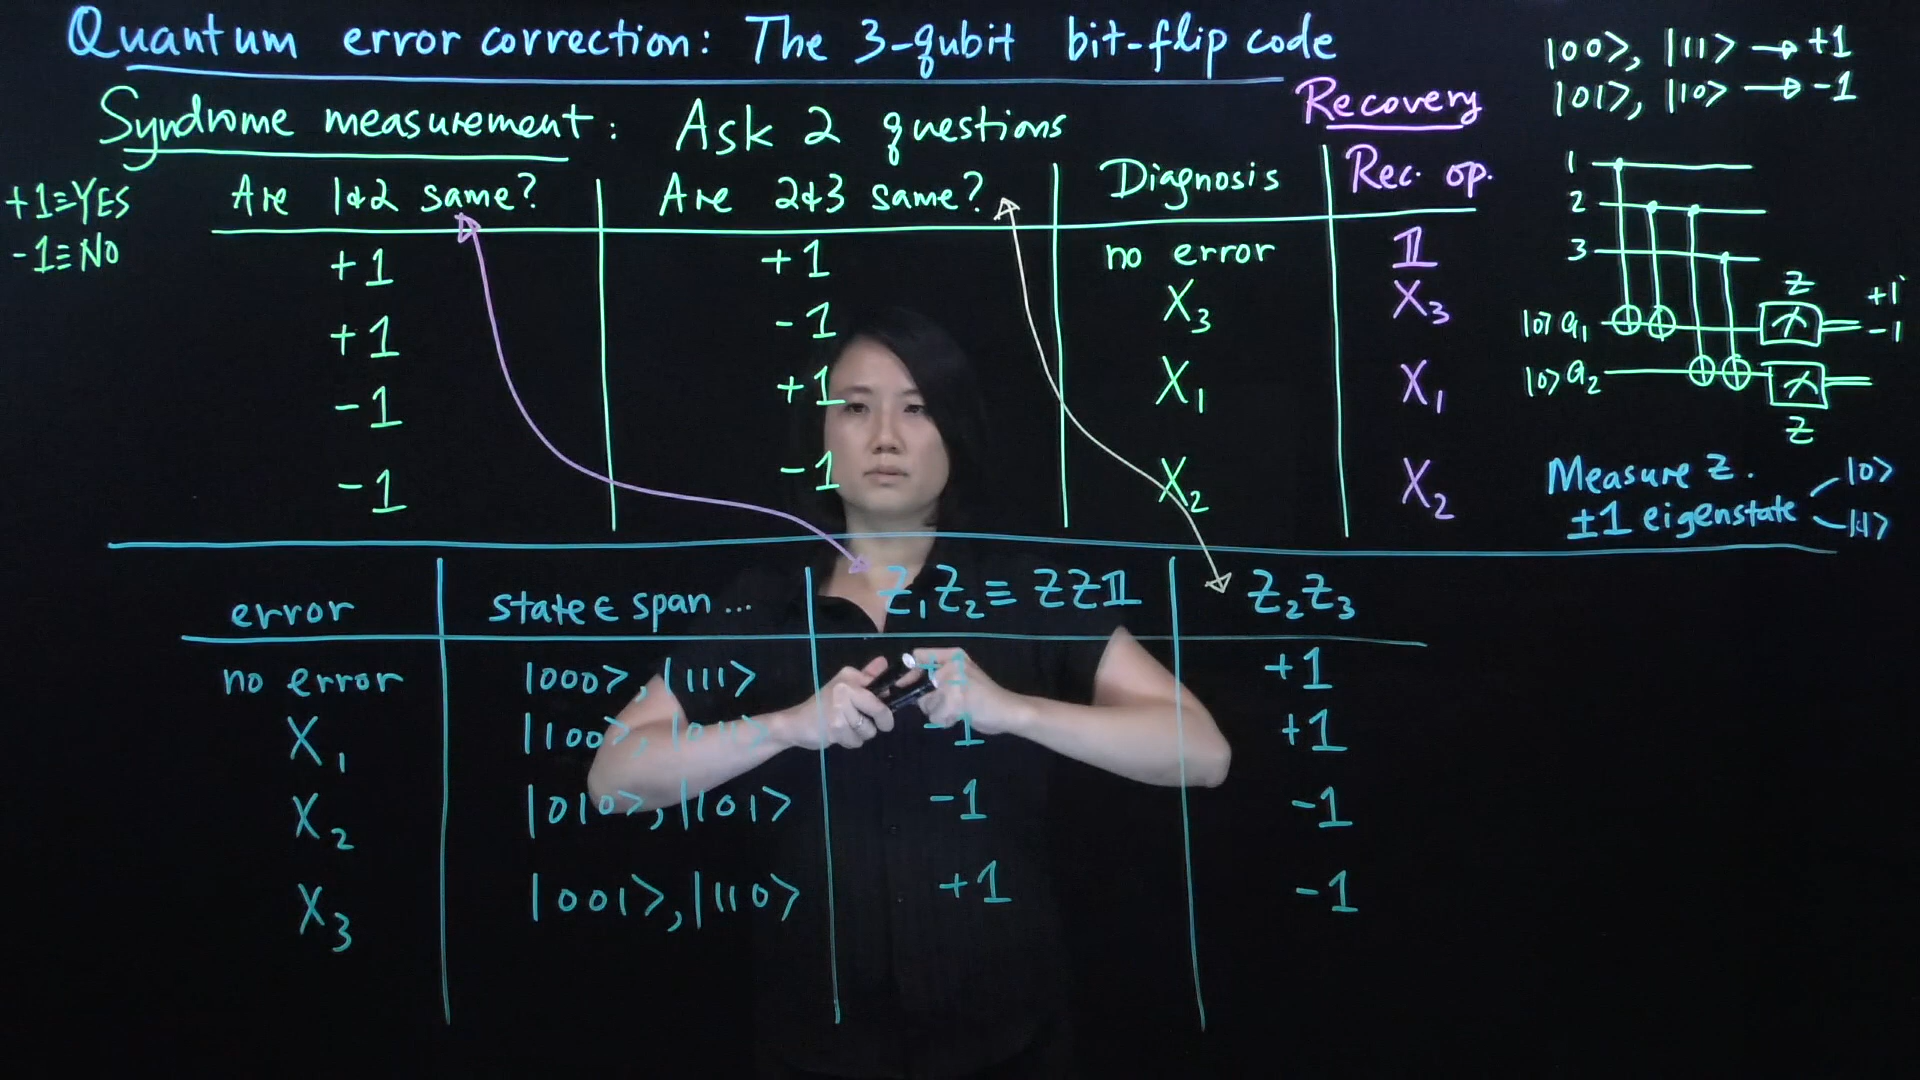 Quantum error correction: The 3-qubit bit-flip code
Syndrome measurement: Ask 2 questions
Recovery
+1≡YES
-1≡NO
Are 1&2 same? Are 2&3 same? Diagnosis Rec. op.
+1 +1 no error 𝟙
+1 -1 X₃ X₃
-1 +1 X₁ X₁
-1 -1 X₂ X₂
|00>, |11> → +1
|01>, |10> → -1
1
2
3
|0> a₁ Z +1
-1
|0> a₂ Z
Measure Z. |0>
±1 eigenstate |1>
error state ∈ span ... Z₁Z₂ ≡ ZZ𝟙 Z₂Z₃
no error |000>, |111> +1 +1
X₁ |100>, |011> -1 +1
X₂ |010>, |101> -1 -1
X₃ |001>, |110> +1 -1